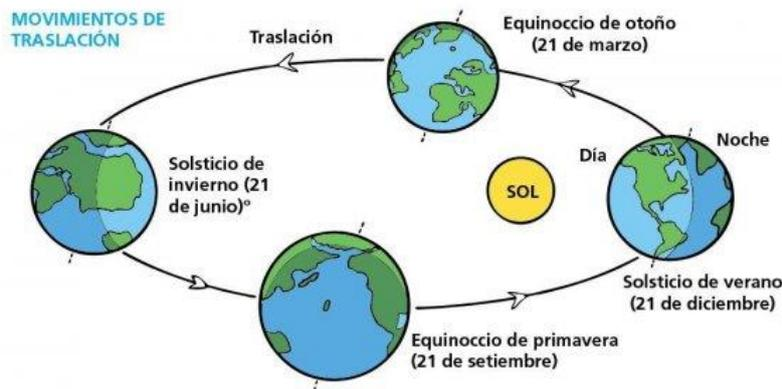 MOVIMIENTOS DE
TRASLACIÓN
Traslación
Equinoccio de otoño
(21 de marzo)
Solsticio de
invierno (21
de junio)º
SOL
Día
Noche
Solsticio de verano
(21 de diciembre)
Equinoccio de primavera
(21 de setiembre)